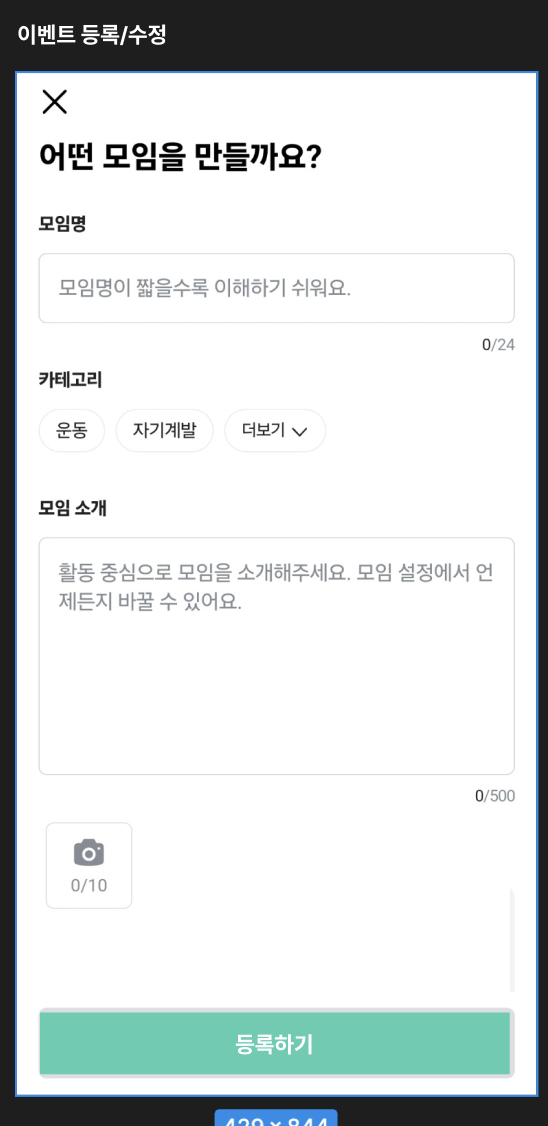 이벤트 등록/수정
어떤 모임을 만들까요?
모임명
모임명이 짧을수록 이해하기 쉬워요.
0/24
카테고리
운동 자기계발 더보기
모임 소개
활동 중심으로 모임을 소개해주세요. 모임 설정에서 언
제든지 바꿀 수 있어요.
0/500
0/10
등록하기
429 × 844